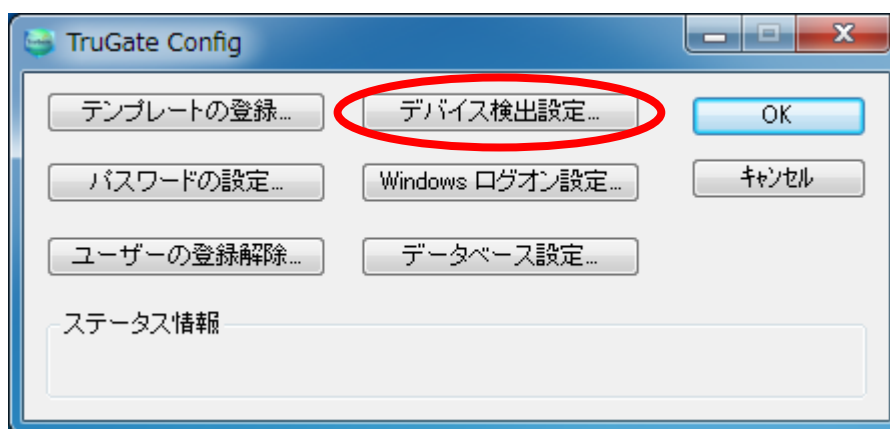 TruGate Config
テンプレートの登録...
デバイス検出設定...
OK
パスワードの設定...
Windows ログオン設定...
キャンセル
ユーザーの登録解除...
データベース設定...
ステータス情報